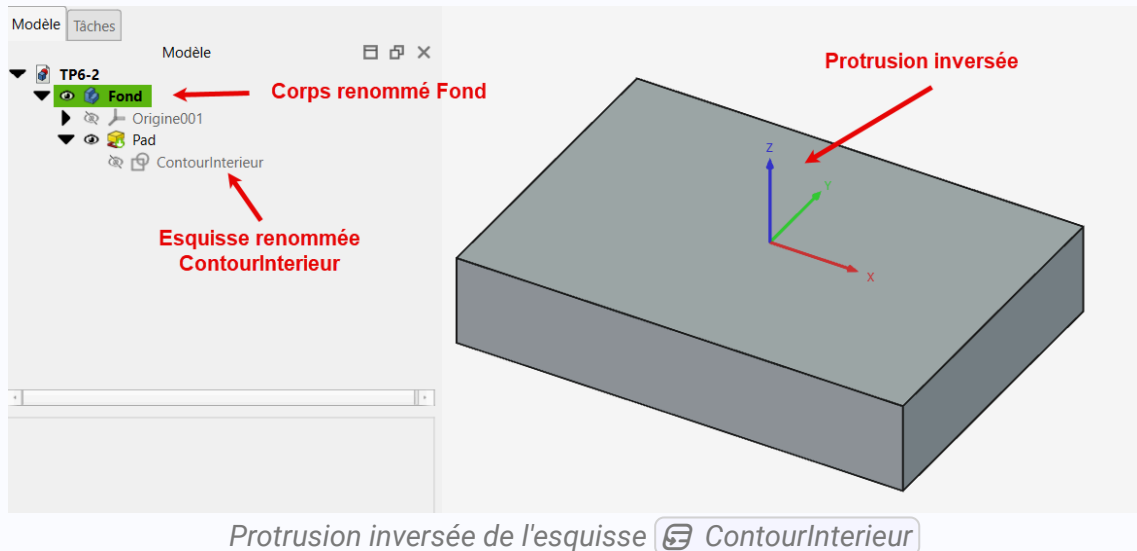 Modèle Tâches
Modèle
TP6-2
Fond
Origine001
Pad
ContourInterieur
Corps renommé Fond
Esquisse renommée
ContourInterieur
Protrusion inversée
Z
Y
X
Protrusion inversée de l'esquisse ContourInterieur